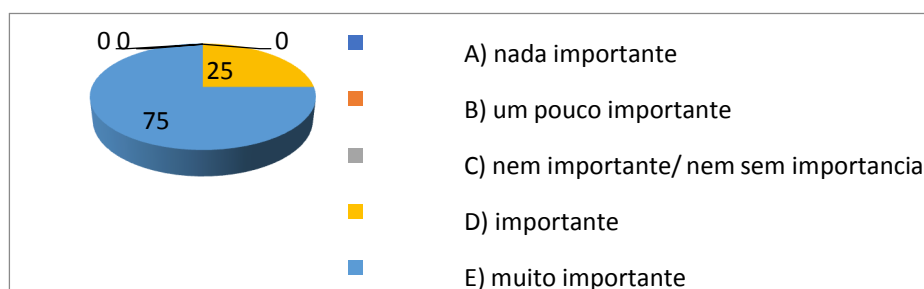 0 0
0
25
75
A) nada importante
B) um pouco importante
C) nem importante/ nem sem importancia
D) importante
E) muito importante